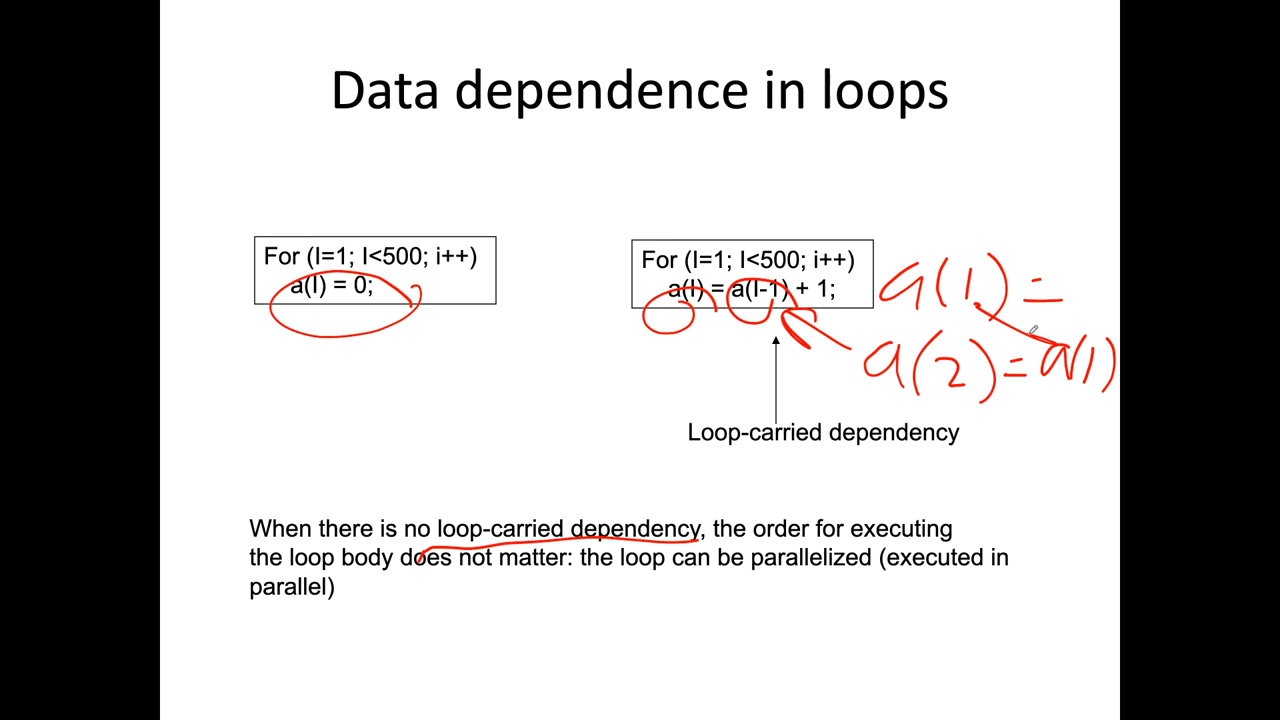 Data dependence in loops
For (I=1; I<500; i++)
a(I) = 0;
For (I=1; I<500; i++)
a(I) = a(I-1) + 1;
a(1) =
a(2) = a(1)
Loop-carried dependency
When there is no loop-carried dependency, the order for executing
the loop body does not matter: the loop can be parallelized (executed in
parallel)